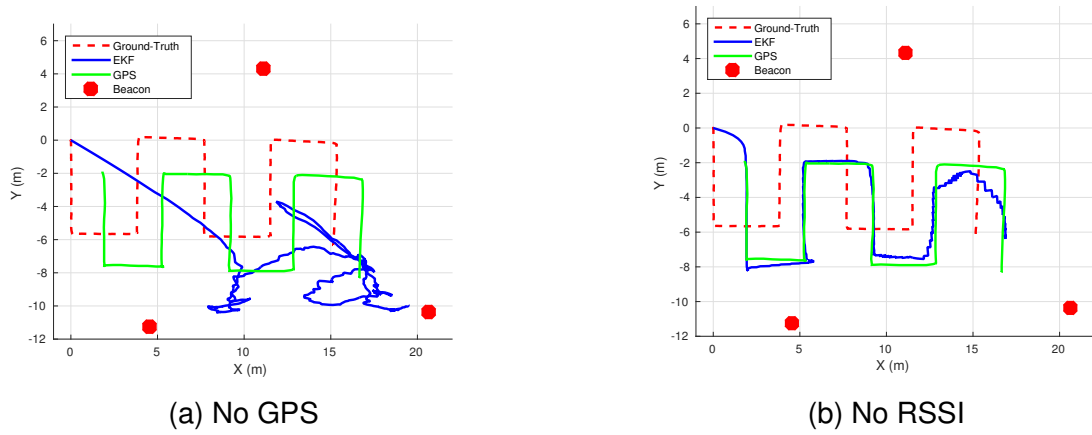 6
4
2
0
-2
-4
-6
-8
-10
-12
Y (m)
Ground-Truth
EKF
GPS
Beacon
0 5 10 15 20
X (m)
(a) No GPS
6
4
2
0
-2
-4
-6
-8
-10
-12
Y (m)
Ground-Truth
EKF
GPS
Beacon
0 5 10 15 20
X (m)
(b) No RSSI